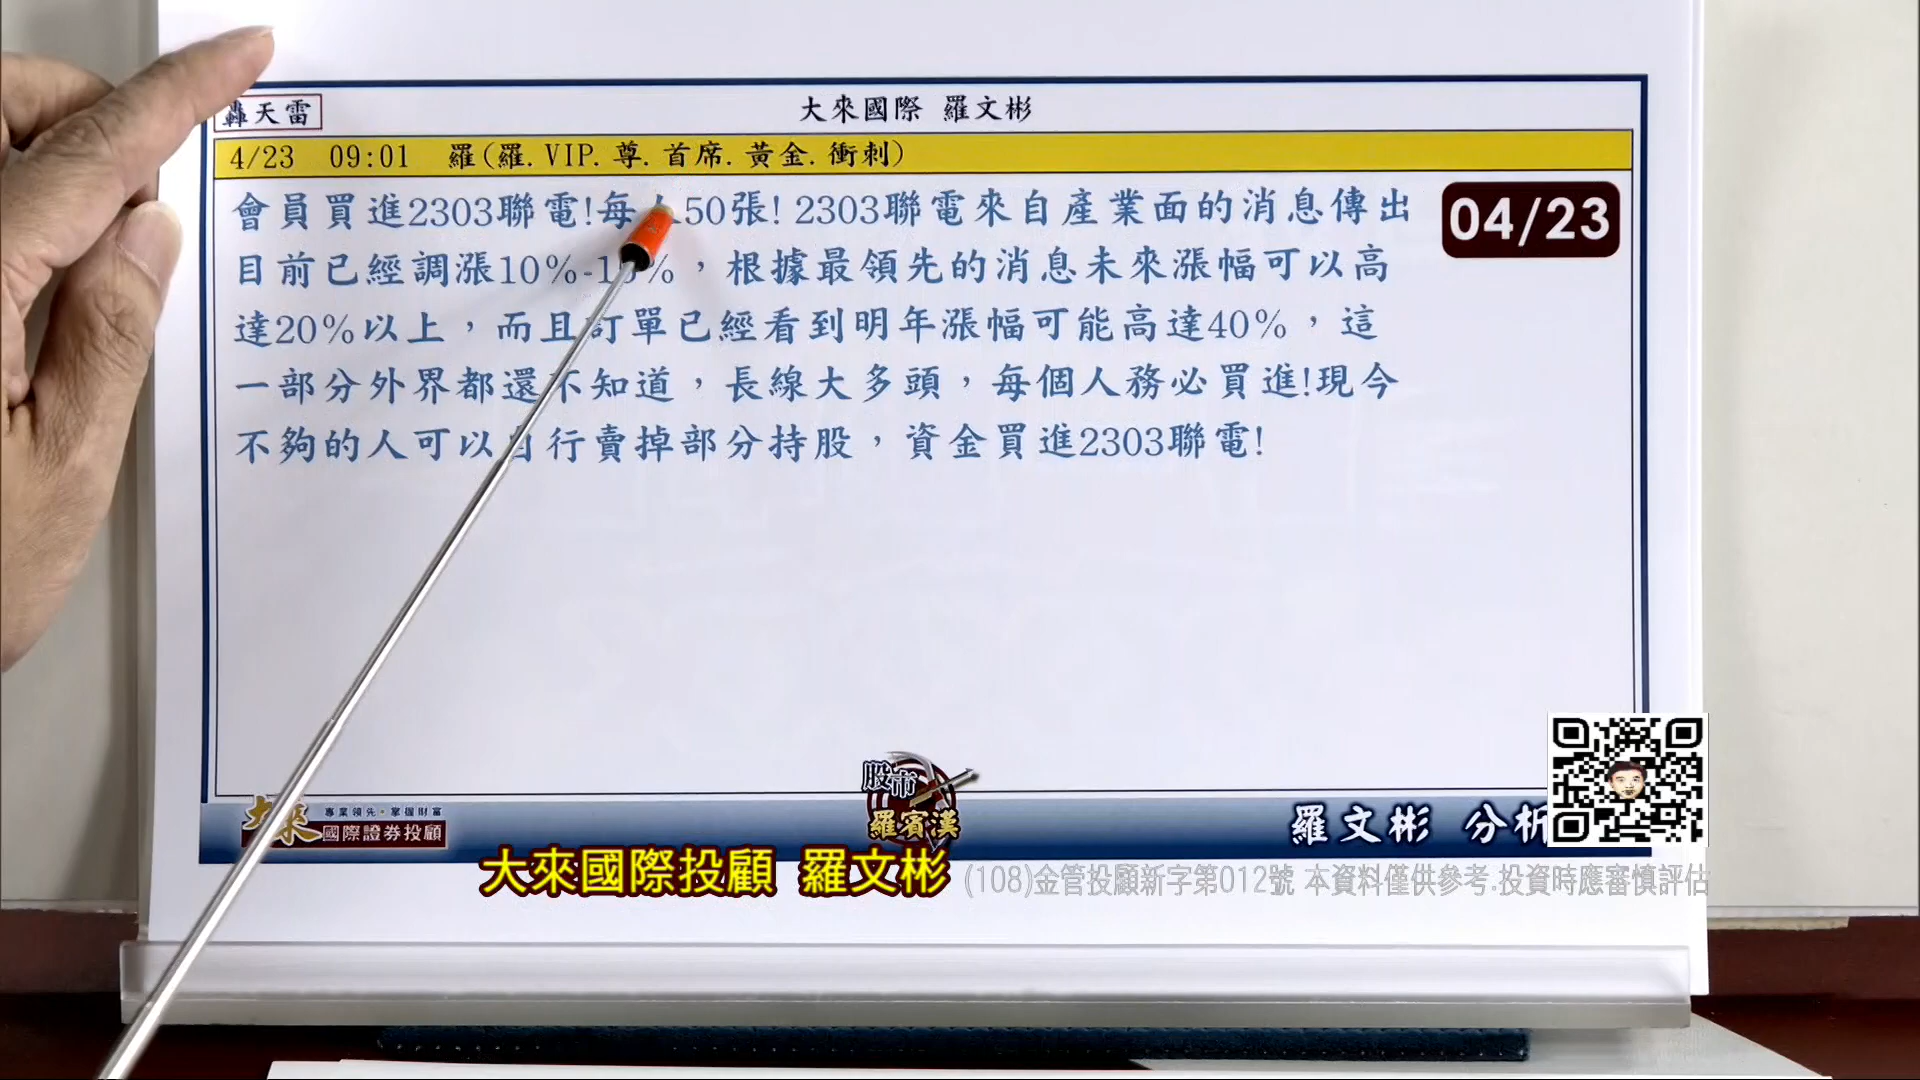 轟天雷
大來國際 羅文彬
4/23 09:01 羅(羅.VIP.尊.首席.黃金.衝刺)
會員買進2303聯電!每人50張! 2303聯電來自產業面的消息傳出
04/23
目前已經調漲10%-15%，根據最領先的消息未來漲幅可以高
達20%以上，而且訂單已經看到明年漲幅可能高達40%，這
一部分外界都還不知道，長線大多頭，每個人務必買進!現今
不夠的人可以自行賣掉部分持股，資金買進2303聯電!
大來
專業領先‧掌握財富
國際證券投顧
股市
羅賓漢
羅文彬 分析
大來國際投顧 羅文彬 (108)金管投顧新字第012號 本資料僅供參考.投資時應審慎評估